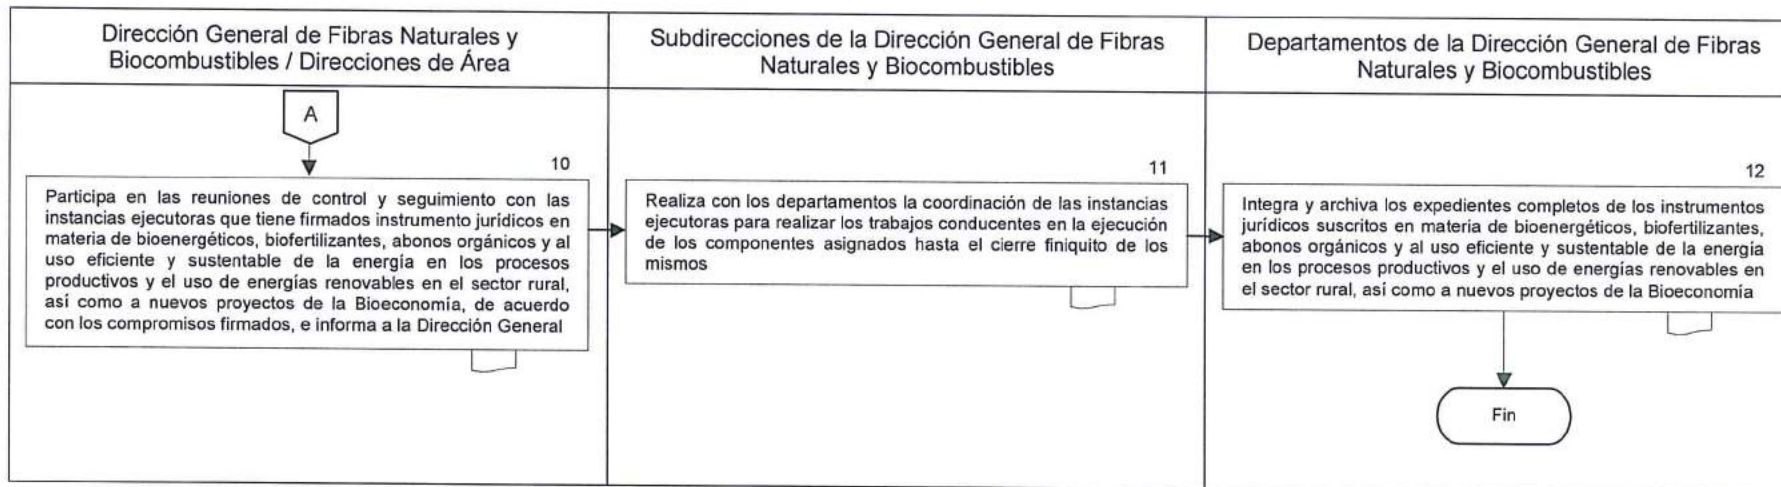 Dirección General de Fibras Naturales y
Biocombustibles / Direcciones de Área
Subdirecciones de la Dirección General de Fibras
Naturales y Biocombustibles
Departamentos de la Dirección General de Fibras
Naturales y Biocombustibles
A
10
Participa en las reuniones de control y seguimiento con las
instancias ejecutoras que tiene firmados instrumento jurídicos en
materia de bioenergéticos, biofertilizantes, abonos orgánicos y al
uso eficiente y sustentable de la energía en los procesos
productivos y el uso de energías renovables en el sector rural,
así como a nuevos proyectos de la Bioeconomía, de acuerdo
con los compromisos firmados, e informa a la Dirección General
11
Realiza con los departamentos la coordinación de las instancias
ejecutoras para realizar los trabajos conducentes en la ejecución
de los componentes asignados hasta el cierre finiquito de los
mismos
12
Integra y archiva los expedientes completos de los instrumentos
jurídicos suscritos en materia de bioenergéticos, biofertilizantes,
abonos orgánicos y al uso eficiente y sustentable de la energía
en los procesos productivos y el uso de energías renovables en
el sector rural, así como a nuevos proyectos de la Bioeconomía
Fin